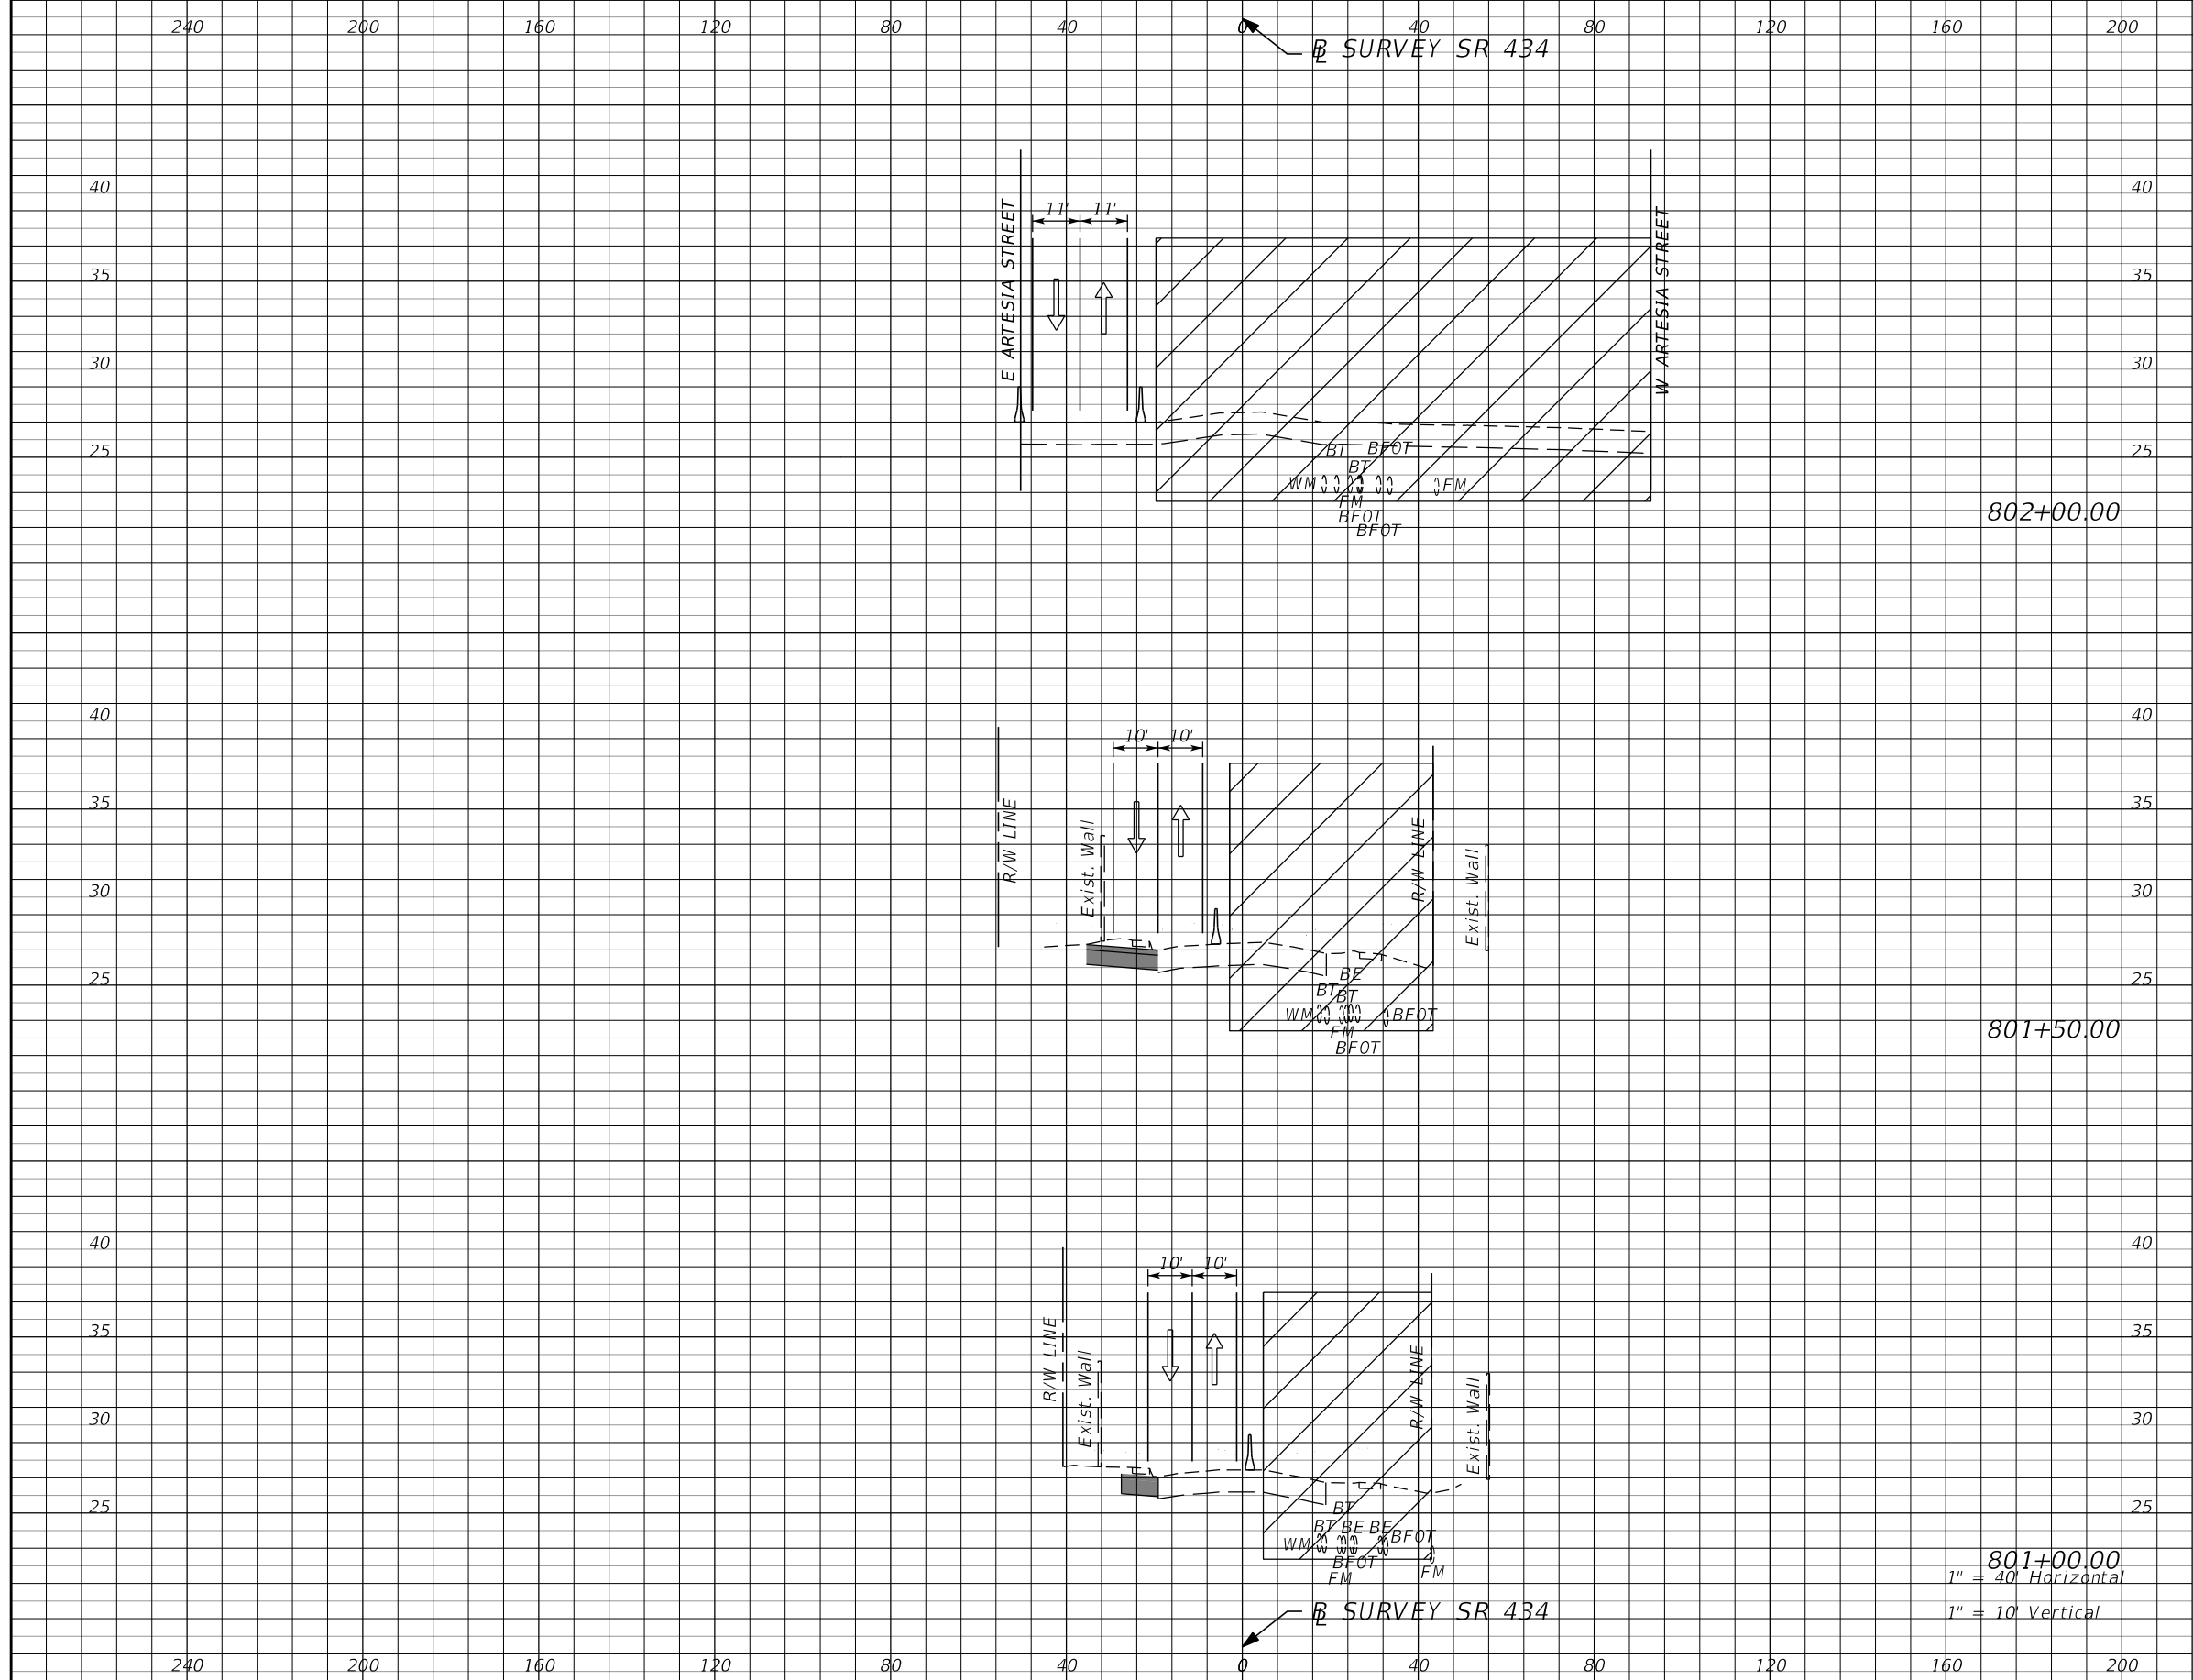 240 200 160 120 80 40 0 40 80 120 160 200
BL SURVEY SR 434
40 40
11' 11'
E ARTESIA STREET
W ARTESIA STREET
35 35
30 30
25 25
BT BFOT
BT
WM FM
FM
BFOT
BFOT
802+00.00
40 40
10' 10'
35 35
R/W LINE
Exist. Wall
R/W LINE
Exist. Wall
30 30
25 25
BE
BT BT
WM BFOT
FM
BFOT
801+50.00
40 40
10' 10'
35 35
R/W LINE
Exist. Wall
R/W LINE
Exist. Wall
30 30
25 25
BT
BT BE BE
WM BFOT
BFOT
FM FM
801+00.00
1" = 40' Horizontal
1" = 10' Vertical
BL SURVEY SR 434
240 200 160 120 80 40 0 40 80 120 160 200